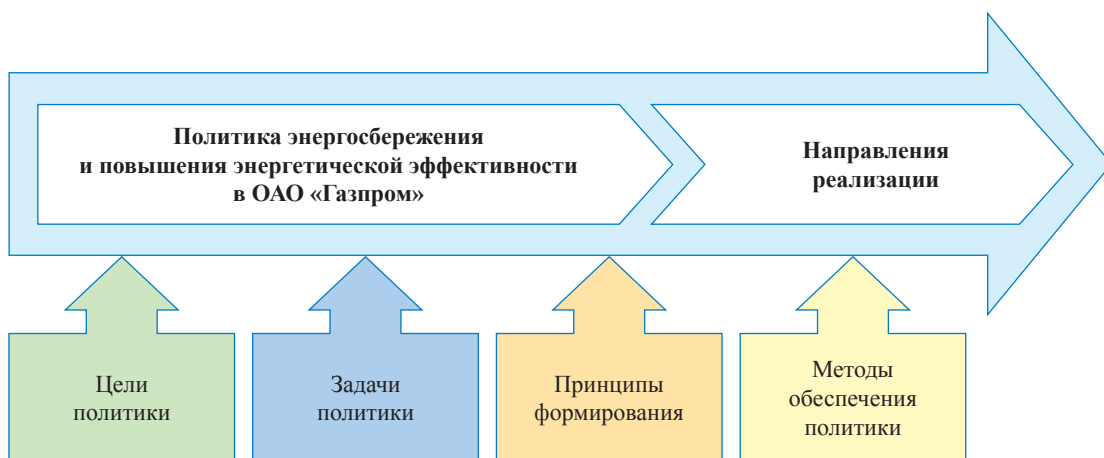 Политика энергосбережения
и повышения энергетической эффективности
в ОАО «Газпром»
Направления
реализации
Цели
политики
Задачи
политики
Принципы
формирования
Методы
обеспечения
политики